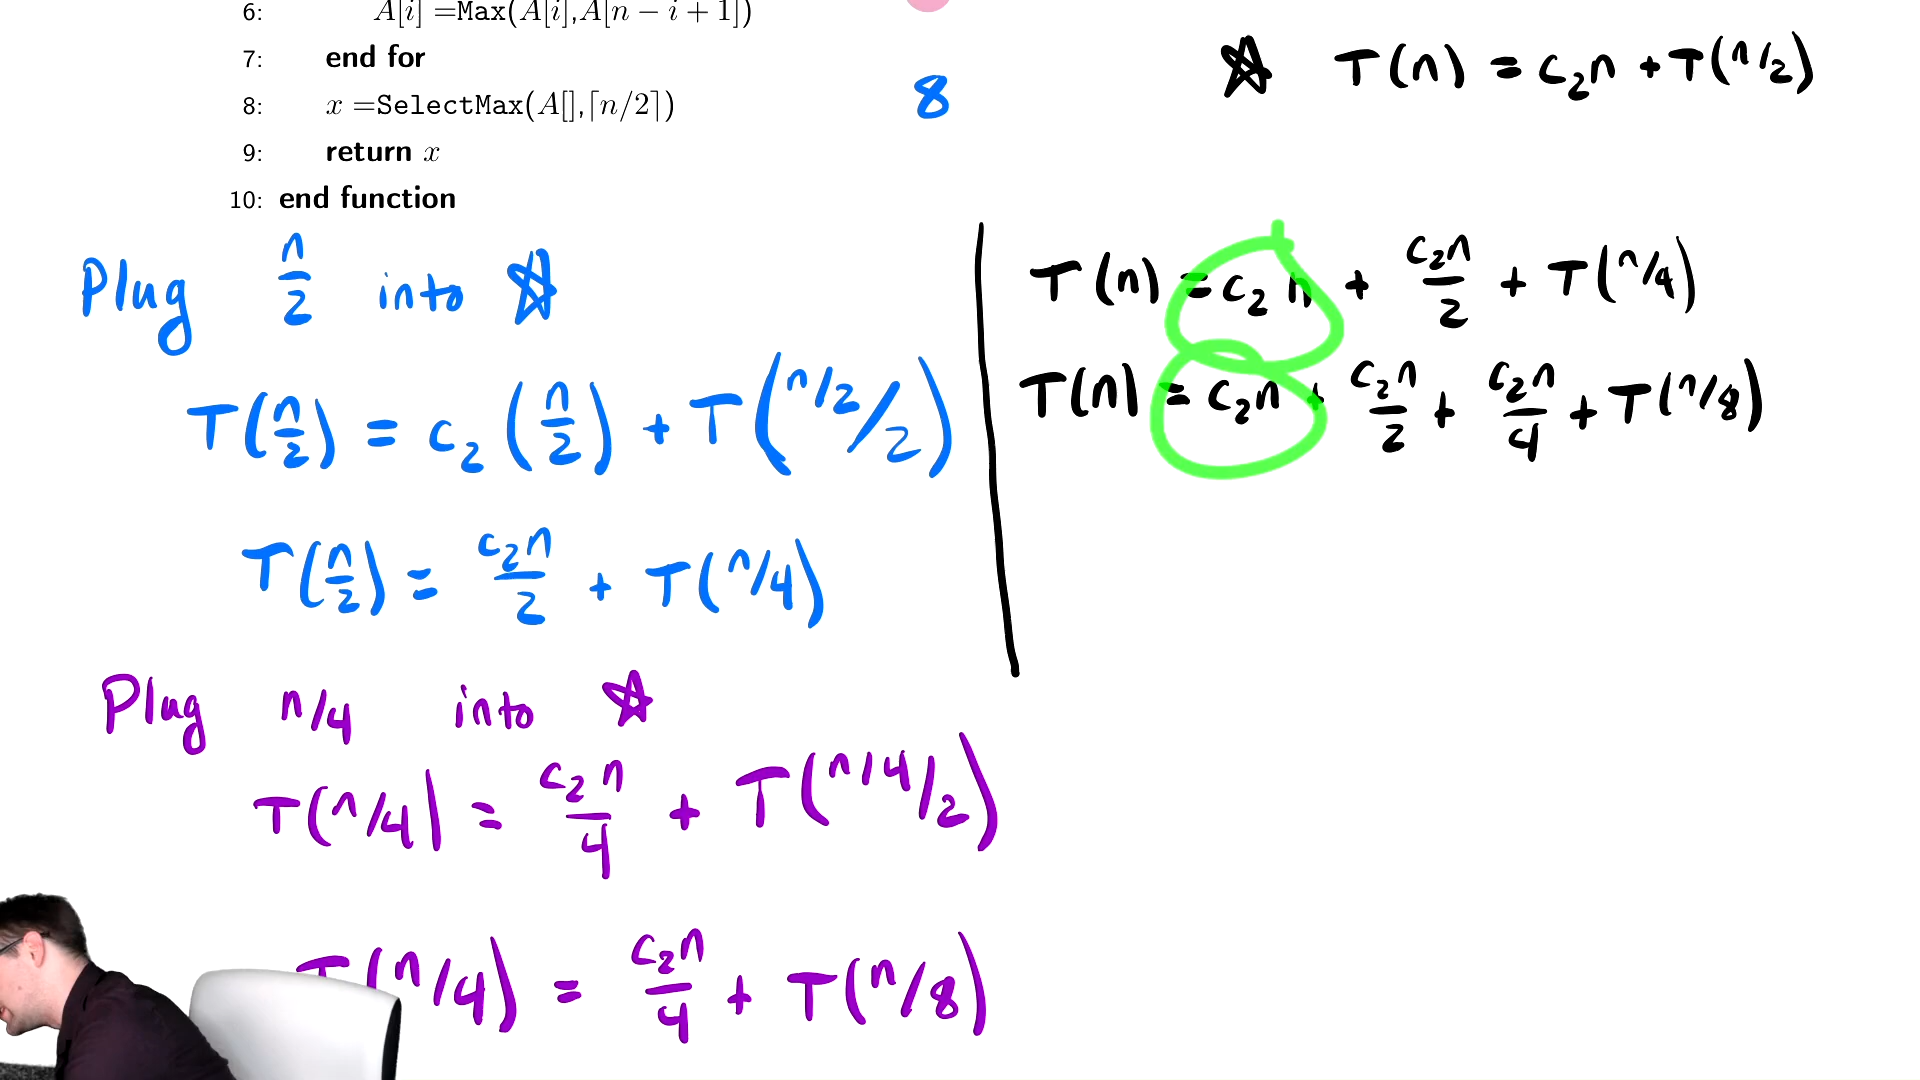 6: A[i] =Max(A[i],A[n − i + 1])
7: end for
8: x =SelectMax(A[],⌈n/2⌉)
9: return x
10: end function
8
☆ T(n) = c₂n + T(n/2)
Plug n/2 into ☆
T(n/2) = c₂(n/2) + T(n/2/2)
T(n/2) = c₂n/2 + T(n/4)
Plug n/4 into ☆
T(n/4) = c₂n/4 + T(n/4/2)
T(n/4) = c₂n/4 + T(n/8)
T(n) = c₂n + c₂n/2 + T(n/4)
T(n) = c₂n + c₂n/2 + c₂n/4 + T(n/8)